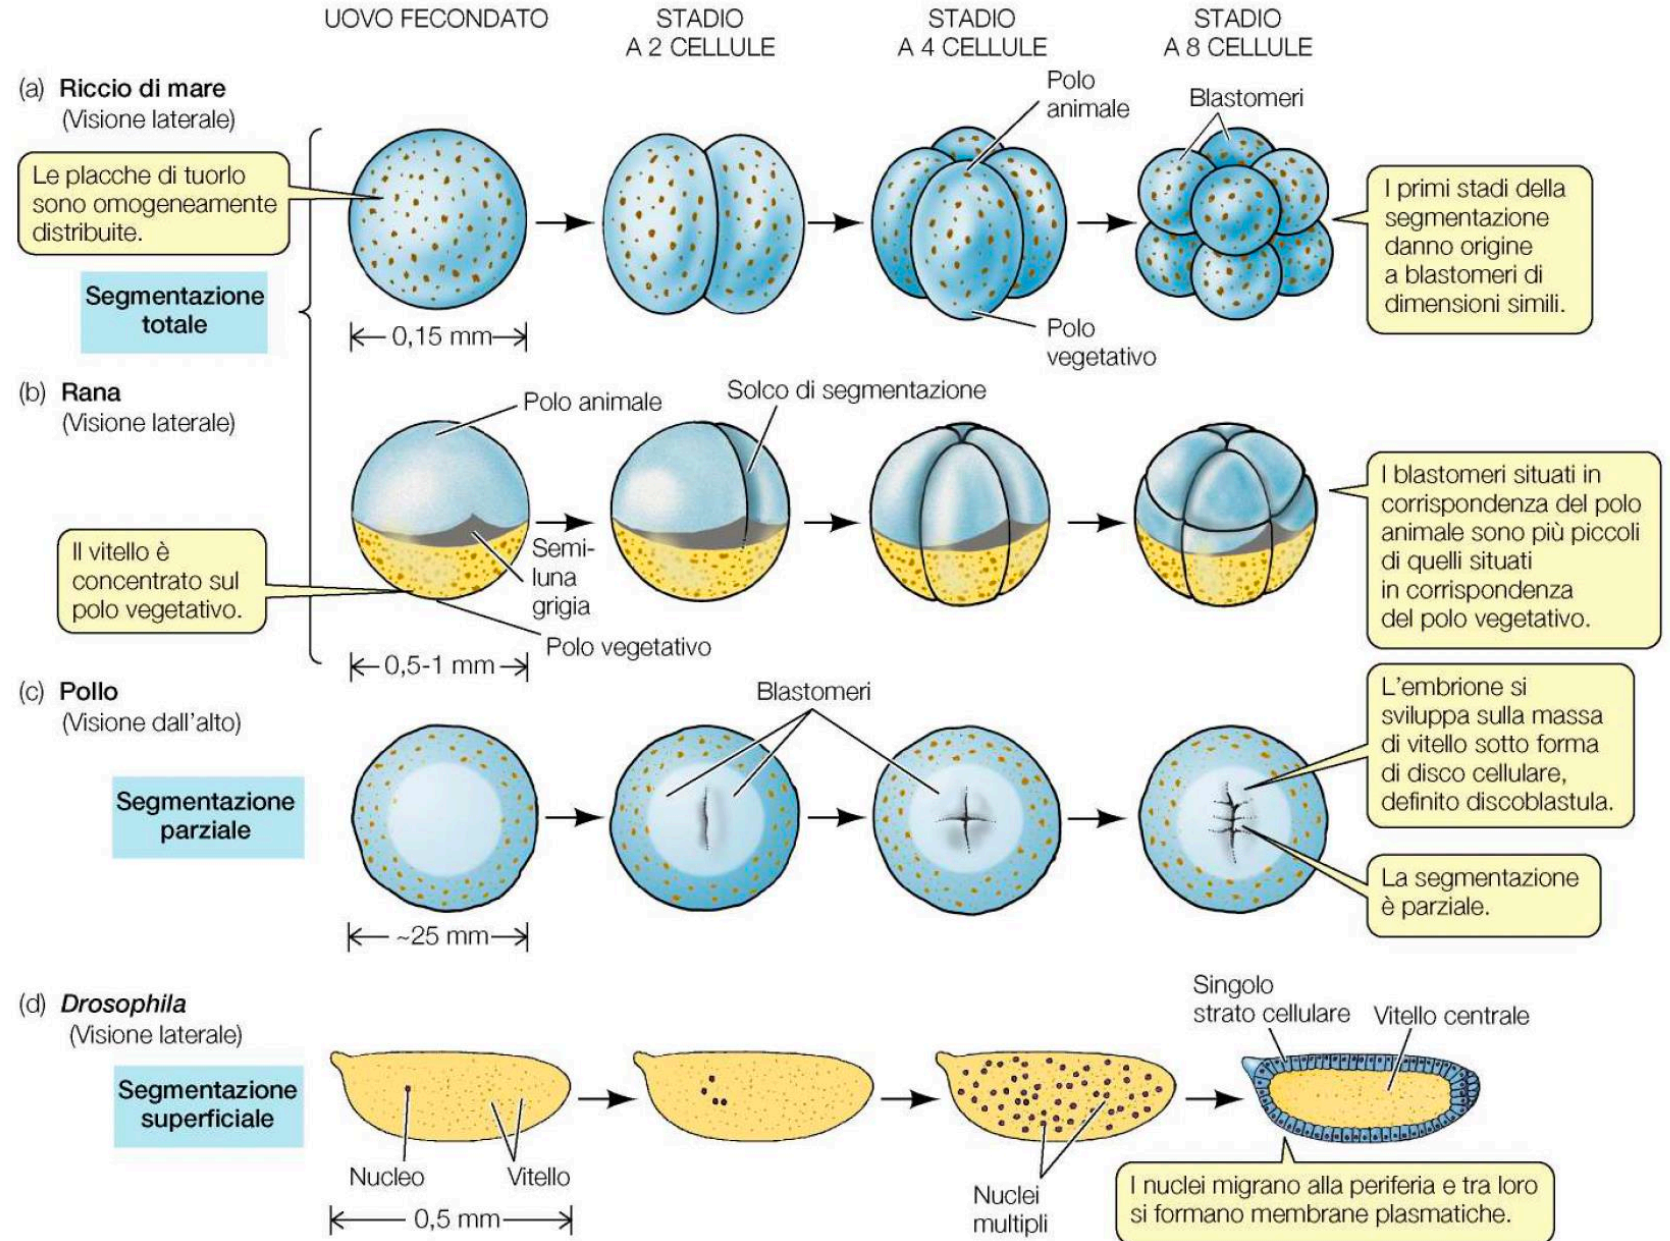 UOVO FECONDATO
STADIO
A 2 CELLULE
STADIO
A 4 CELLULE
STADIO
A 8 CELLULE
(a) Riccio di mare
(Visione laterale)
Le placche di tuorlo
sono omogeneamente
distribuite.
Segmentazione
totale
0,15 mm
Polo
animale
Polo
vegetativo
Blastomeri
I primi stadi della
segmentazione
danno origine
a blastomeri di
dimensioni simili.
(b) Rana
(Visione laterale)
Polo animale
Solco di segmentazione
Il vitello è
concentrato sul
polo vegetativo.
Semi-
luna
grigia
Polo vegetativo
0,5-1 mm
I blastomeri situati in
corrispondenza del polo
animale sono più piccoli
di quelli situati
in corrispondenza
del polo vegetativo.
(c) Pollo
(Visione dall'alto)
Blastomeri
Segmentazione
parziale
~25 mm
L'embrione si
sviluppa sulla massa
di vitello sotto forma
di disco cellulare,
definito discoblastula.
La segmentazione
è parziale.
(d) Drosophila
(Visione laterale)
Segmentazione
superficiale
Nucleo
Vitello
0,5 mm
Nuclei
multipli
Singolo
strato cellulare
Vitello centrale
I nuclei migrano alla periferia e tra loro
si formano membrane plasmatiche.